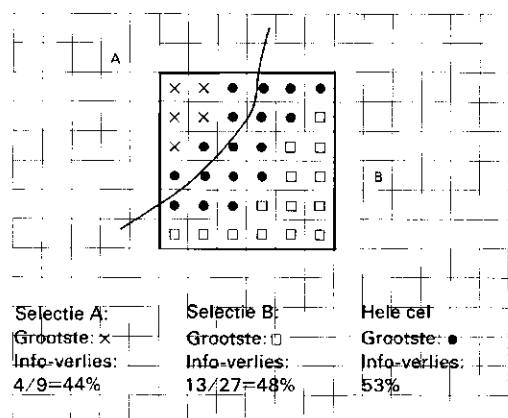 A
B
Selectie A:
Grootste: ×
Info-verlies:
4/9=44%
Selectie B:
Grootste: □
Info-verlies:
13/27=48%
Hele cel
Grootste: ●
Info-verlies:
53%